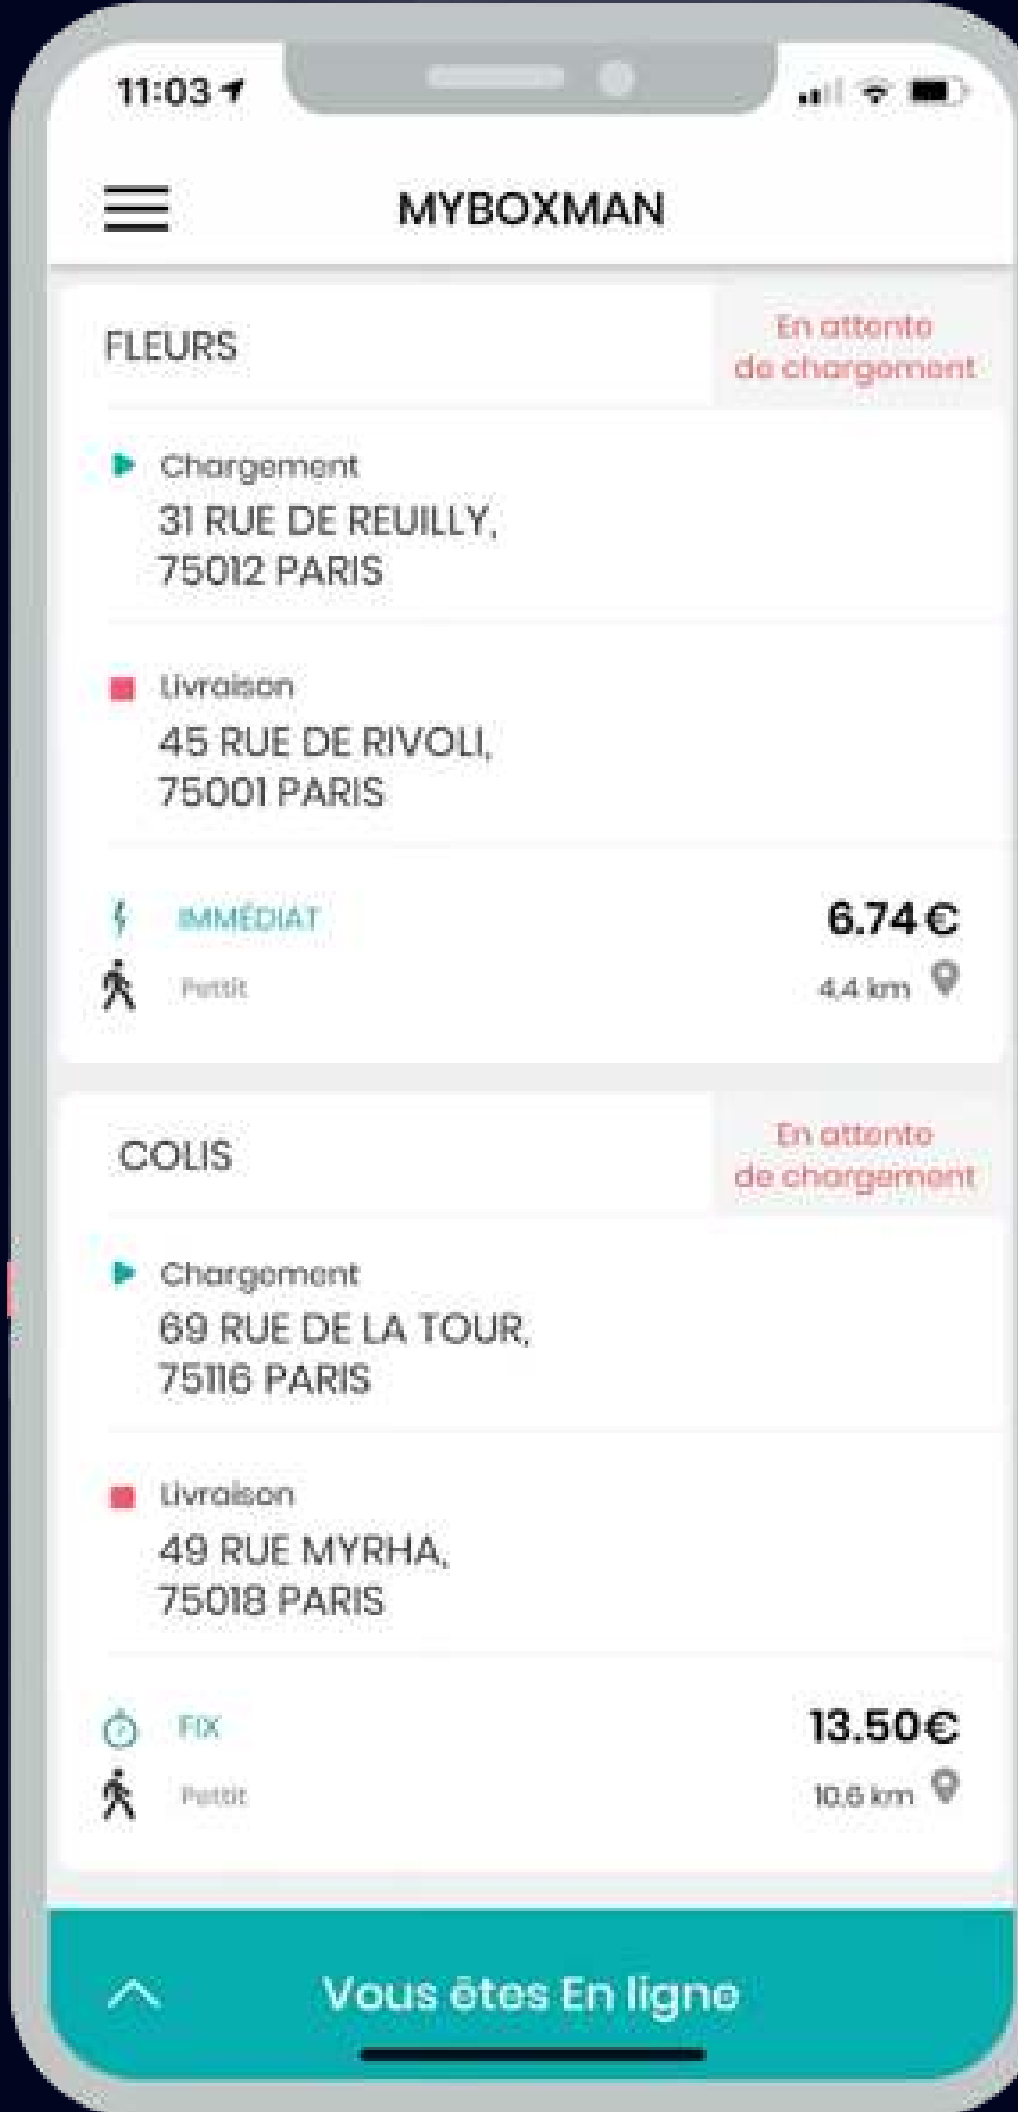 11:03
MYBOXMAN
FLEURS
En attente
de chargement
Chargement
31 RUE DE REUILLY,
75012 PARIS
Livraison
45 RUE DE RIVOLI,
75001 PARIS
IMMÉDIAT
6.74€
Pettit
4,4 km
COLIS
En attente
de chargement
Chargement
69 RUE DE LA TOUR,
75116 PARIS
Livraison
49 RUE MYRHA,
75018 PARIS
FIX
13.50€
Pettit
10,6 km
Vous êtes En ligne